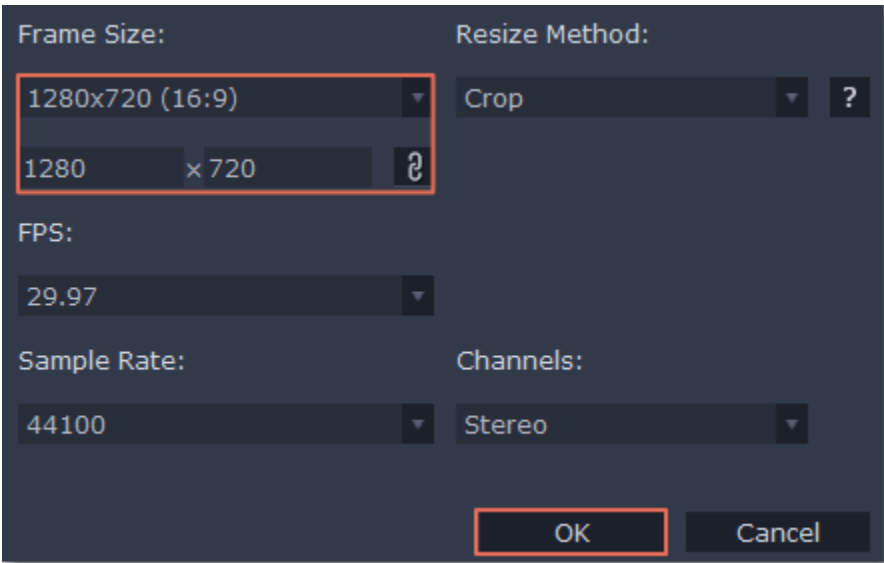 Frame Size:
Resize Method:
1280x720 (16:9)
Crop
?
1280 × 720
FPS:
29.97
Sample Rate:
Channels:
44100
Stereo
OK
Cancel